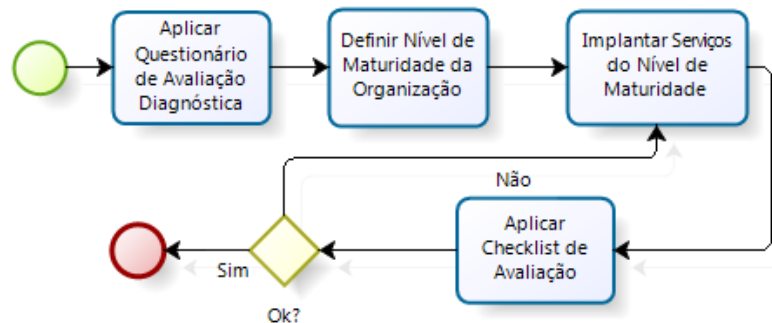 Aplicar
Questionário
de Avaliação
Diagnóstica
Definir Nível de
Maturidade da
Organização
Implantar Serviços
do Nível de
Maturidade
Não
Aplicar
Checklist de
Avaliação
Sim
Ok?